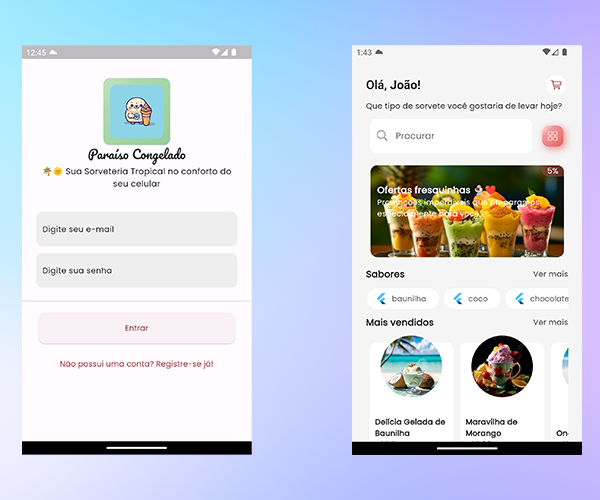 12:45
Paraíso Congelado
🌴🌞 Sua Sorveteria Tropical no conforto do
seu celular
Digite seu e-mail
Digite sua senha
Entrar
Não possui uma conta? Registre-se já!
1:43
Olá, João!
Que tipo de sorvete você gostaria de levar hoje?
Procurar
5%
Ofertas fresquinhas 🍨❤️
Promoções imperdíveis que preparamos
especialmente para você.
Sabores
Ver mais
baunilha
coco
chocolate
Mais vendidos
Ver mais
Delícia Gelada de
Baunilha
Maravilha de
Morango